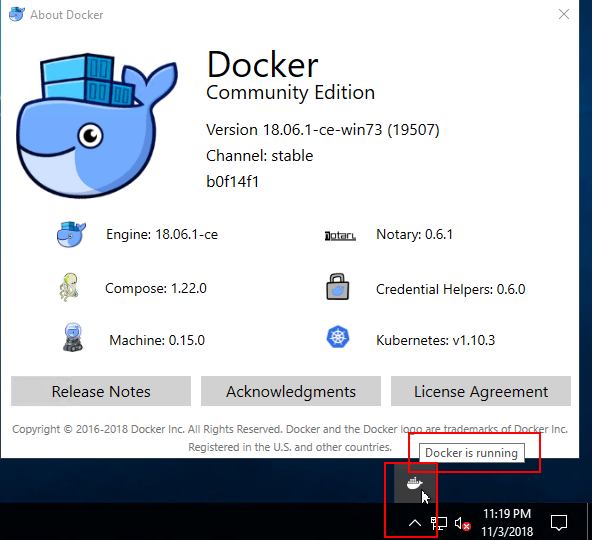 About Docker
Docker
Community Edition
Version 18.06.1-ce-win73 (19507)
Channel: stable
b0f14f1
Engine: 18.06.1-ce
Notary
Notary: 0.6.1
Compose: 1.22.0
Credential Helpers: 0.6.0
Machine: 0.15.0
Kubernetes: v1.10.3
Release Notes
Acknowledgments
License Agreement
Copyright © 2016-2018 Docker Inc. All Rights Reserved. Docker and the Docker logo are trademarks of Docker Inc.
Registered in the U.S. and other countries.
Docker is running
11:19 PM
11/3/2018